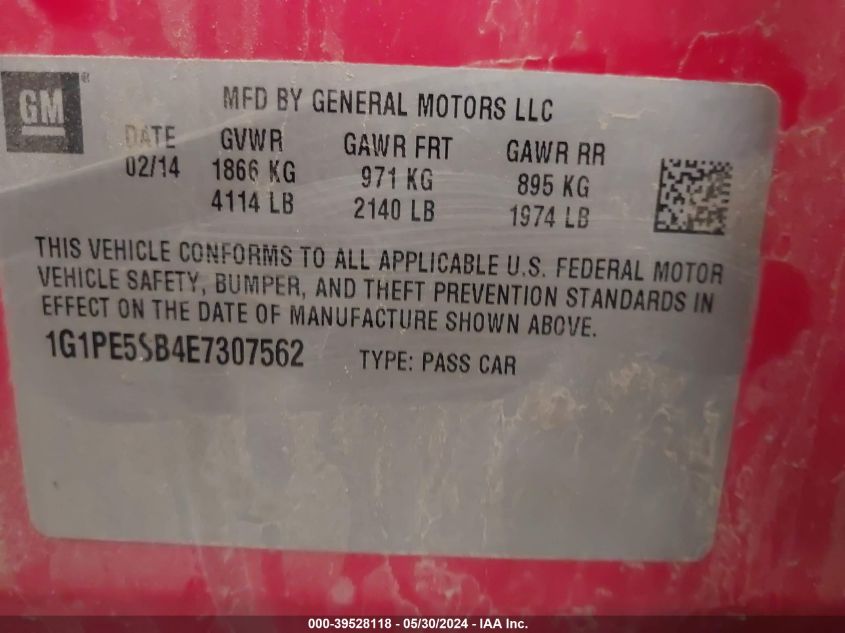 GM®
MFD BY GENERAL MOTORS LLC
DATE GVWR GAWR FRT GAWR RR
02/14 1866 KG 971 KG 895 KG
4114 LB 2140 LB 1974 LB
THIS VEHICLE CONFORMS TO ALL APPLICABLE U.S. FEDERAL MOTOR
VEHICLE SAFETY, BUMPER, AND THEFT PREVENTION STANDARDS IN
EFFECT ON THE DATE OF MANUFACTURE SHOWN ABOVE.
1G1PE5SB4E7307562 TYPE: PASS CAR
000-39528118 - 05/30/2024 - IAA Inc.